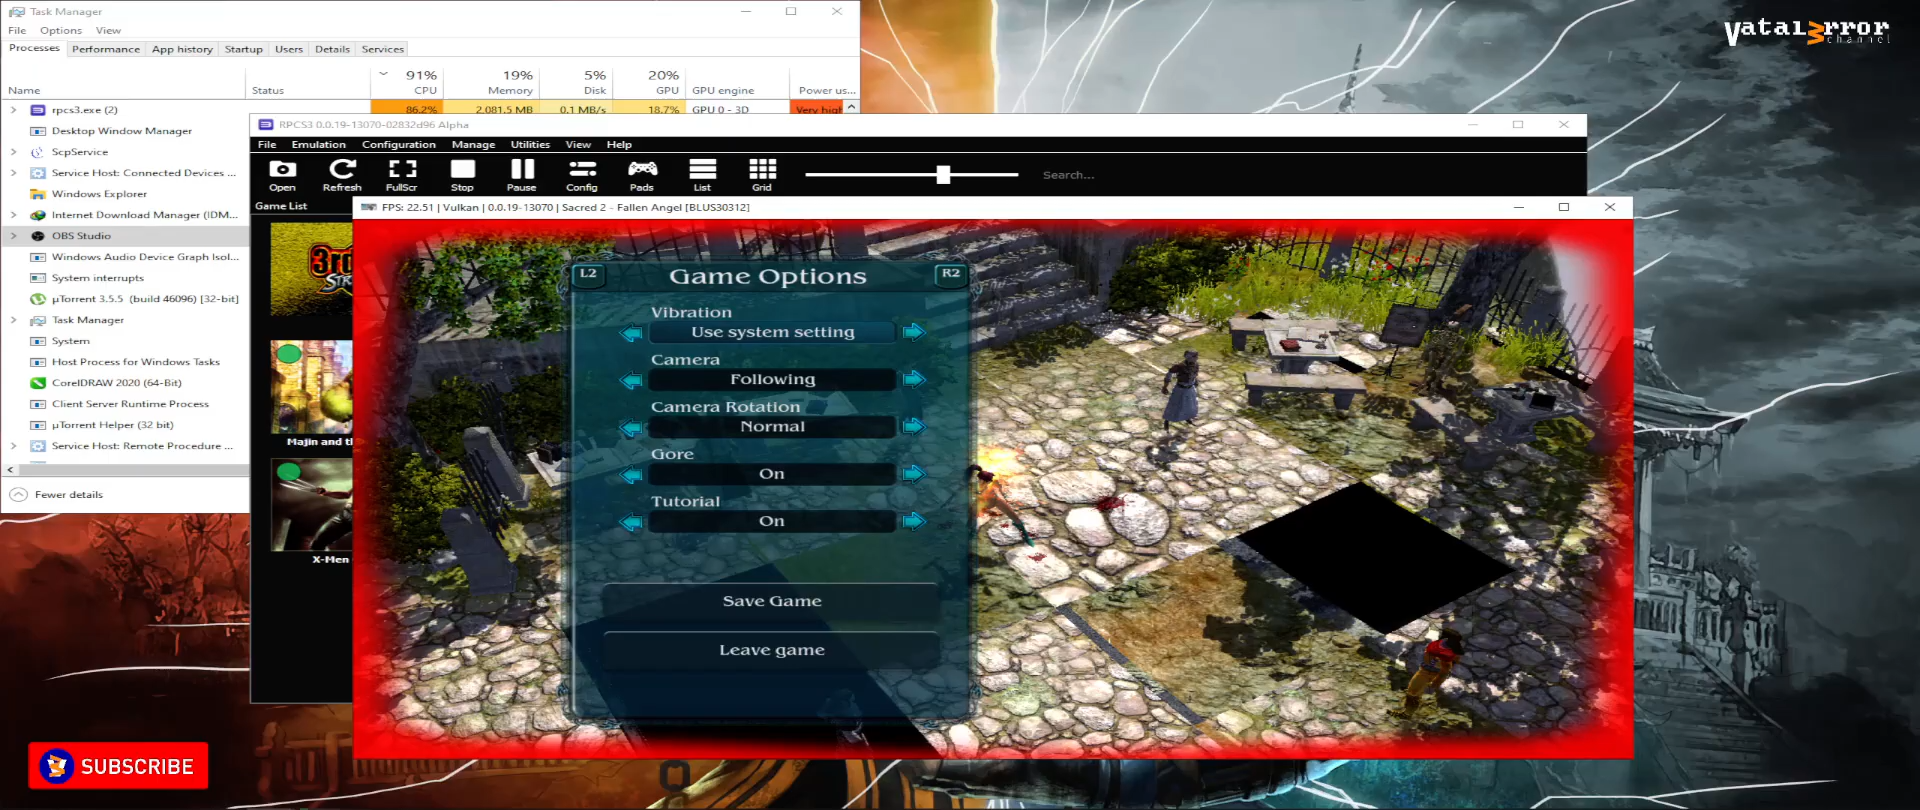 Task Manager
File Options View
Processes Performance App history Startup Users Details Services
91% 19% 5% 20%
Name Status CPU Memory Disk GPU GPU engine Power us...
rpcs3.exe (2) 86.2% 2,081.5 MB 0.1 MB/s 18.7% GPU 0 - 3D Very high
Desktop Window Manager
ScpService
Service Host: Connected Devices ...
Windows Explorer
Internet Download Manager (IDM...
OBS Studio
Windows Audio Device Graph Isol...
System interrupts
µTorrent 3.5.5 (build 46096) [32-bit]
Task Manager
System
Host Process for Windows Tasks
CorelDRAW 2020 (64-Bit)
Client Server Runtime Process
µTorrent Helper (32 bit)
Service Host: Remote Procedure ...
Fewer details
RPCS3 0.0.19-13070-02832d96 Alpha
File Emulation Configuration Manage Utilities View Help
Open Refresh FullScr Stop Pause Config Pads List Grid Search...
Game List
3rd
Majin and th
X-Men
FPS: 22.51 | Vulkan | 0.0.19-13070 | Sacred 2 - Fallen Angel [BLUS30312]
L2 Game Options R2
Vibration
Use system setting
Camera
Following
Camera Rotation
Normal
Gore
On
Tutorial
On
Save Game
Leave game
Vatal3rror
channel
SUBSCRIBE